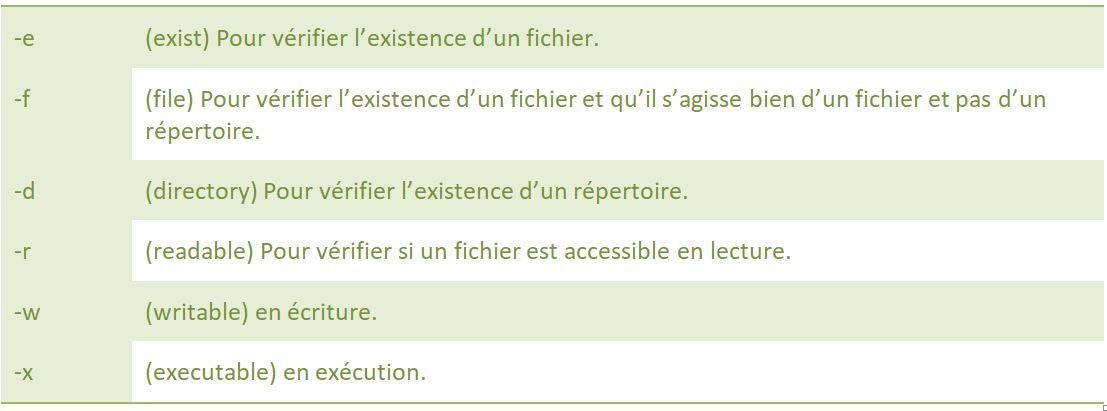 -e (exist) Pour vérifier l’existence d’un fichier.
-f (file) Pour vérifier l’existence d’un fichier et qu’il s’agisse bien d’un fichier et pas d’un
répertoire.
-d (directory) Pour vérifier l’existence d’un répertoire.
-r (readable) Pour vérifier si un fichier est accessible en lecture.
-w (writable) en écriture.
-x (executable) en exécution.